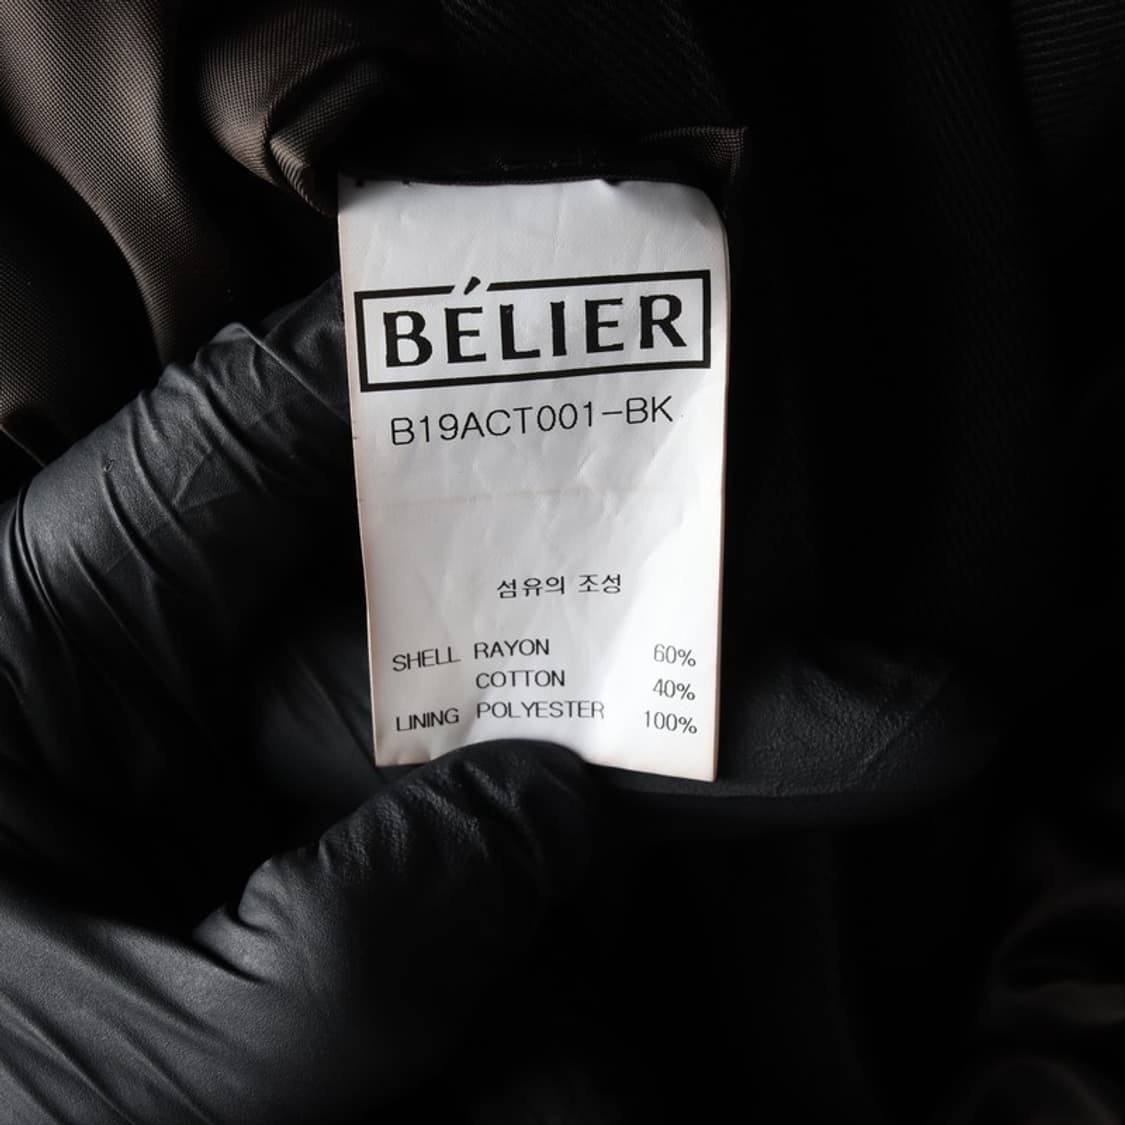 BÉLIER
B19ACT001-BK
섬유의 조성
SHELL RAYON 60%
COTTON 40%
LINING POLYESTER 100%